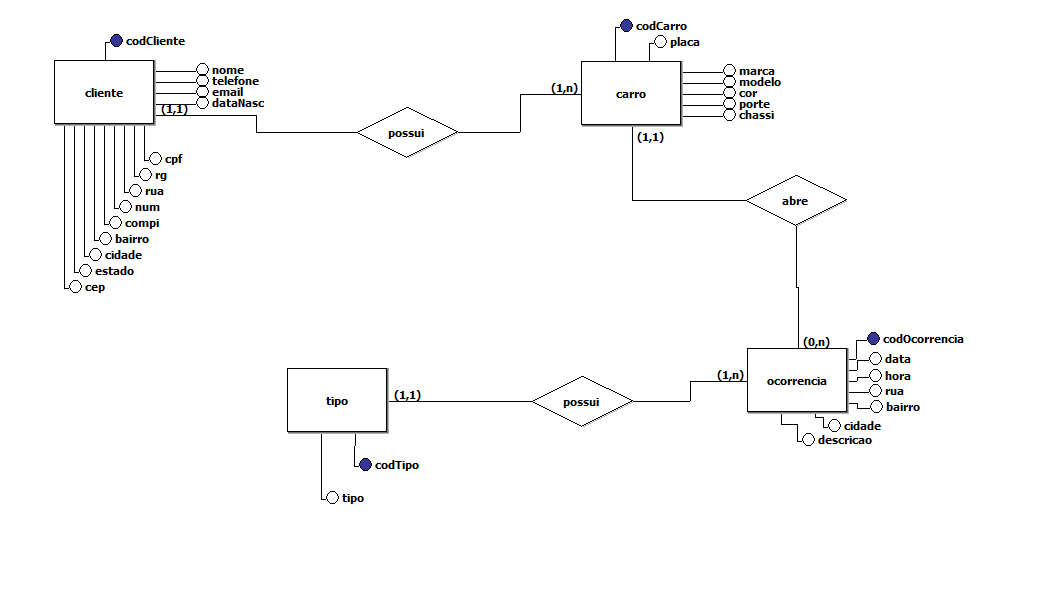 codCliente
cliente
nome
telefone
email
dataNasc
(1,1)
cpf
rg
rua
num
compi
bairro
cidade
estado
cep
possui
(1,n)
codCarro
placa
carro
marca
modelo
cor
porte
chassi
(1,1)
abre
(0,n)
codOcorrencia
ocorrencia
data
hora
rua
bairro
cidade
descricao
(1,n)
possui
(1,1)
tipo
codTipo
tipo